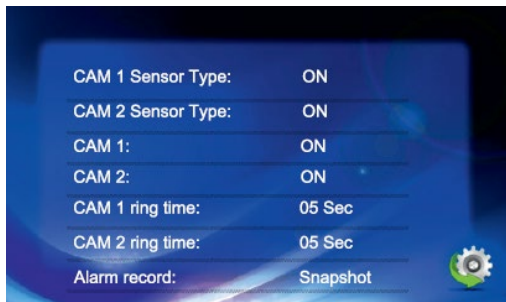 CAM 1 Sensor Type: ON
CAM 2 Sensor Type: ON
CAM 1: ON
CAM 2: ON
CAM 1 ring time: 05 Sec
CAM 2 ring time: 05 Sec
Alarm record: Snapshot